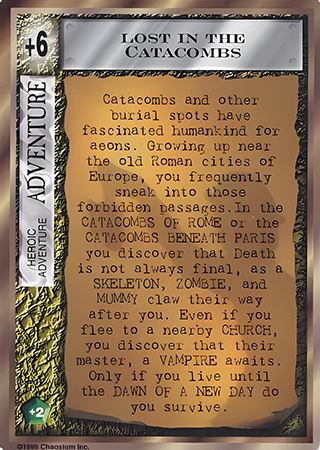 +6
LOST IN THE
CATACOMBS
HEROIC
ADVENTURE
ADVENTURE
Catacombs and other
burial spots have
fascinated humankind for
aeons. Growing up near
the old Roman cities of
Europe, you frequently
sneak into those
forbidden passages.In the
CATACOMBS OF ROME or the
CATACOMBS BENEATH PARIS
you discover that Death
is not always final, as a
SKELETON, ZOMBIE, and
MUMMY claw their way
after you. Even if you
flee to a nearby CHURCH,
you discover that their
master, a VAMPIRE awaits.
Only if you live until
the DAWN OF A NEW DAY do
you survive.
+2
©1996 Chaosium Inc.